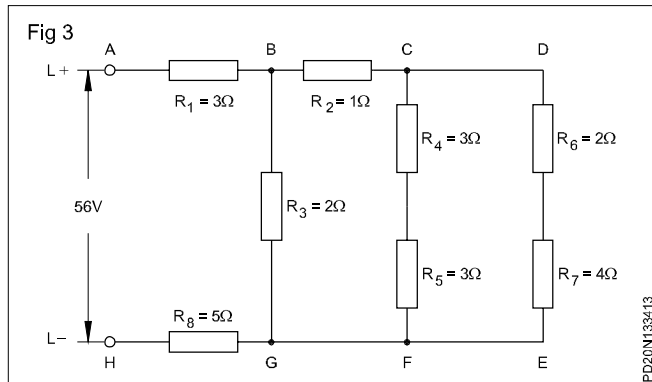 Fig 3
A B C D
L+
R1 = 3Ω R2 = 1Ω
R4 = 3Ω R6 = 2Ω
56V
R3 = 2Ω
R5 = 3Ω R7 = 4Ω
R8 = 5Ω
L–
H G F E
PD20N133413